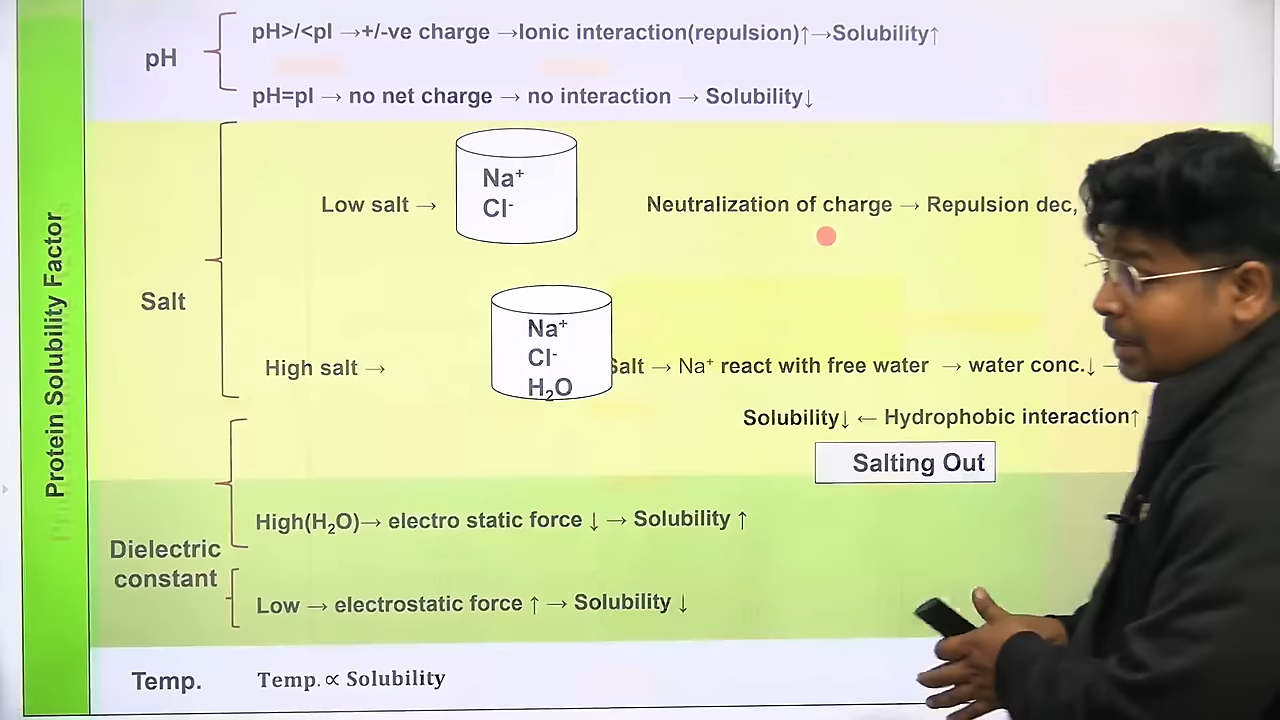 Protein Solubility Factor
pH
pH>/<pI →+/-ve charge →Ionic interaction(repulsion)↑→Solubility↑
pH=pI → no net charge → no interaction → Solubility↓
Salt
Low salt →
Na⁺
Cl⁻
Neutralization of charge → Repulsion dec,
High salt →
Na⁺
Cl⁻
H₂O
Salt → Na⁺ react with free water → water conc.↓ —
Solubility↓ ← Hydrophobic interaction↑
Salting Out
Dielectric
constant
High(H₂O)→ electro static force ↓ → Solubility ↑
Low → electrostatic force ↑ → Solubility ↓
Temp.
Temp.∝ Solubility